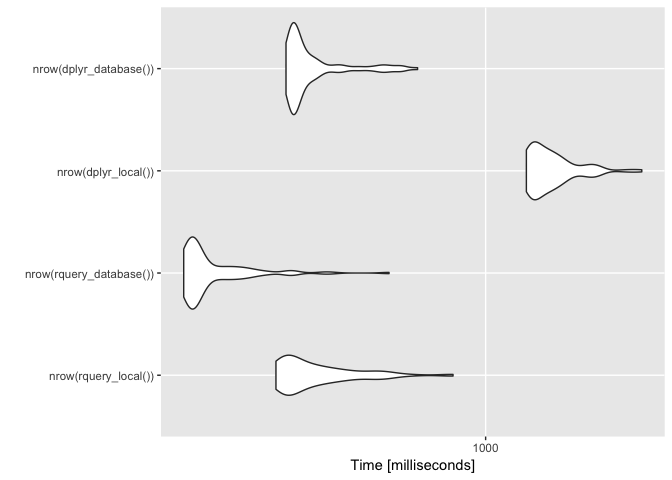 nrow(dplyr_database())
nrow(dplyr_local())
nrow(rquery_database())
nrow(rquery_local())
1000
Time [milliseconds]